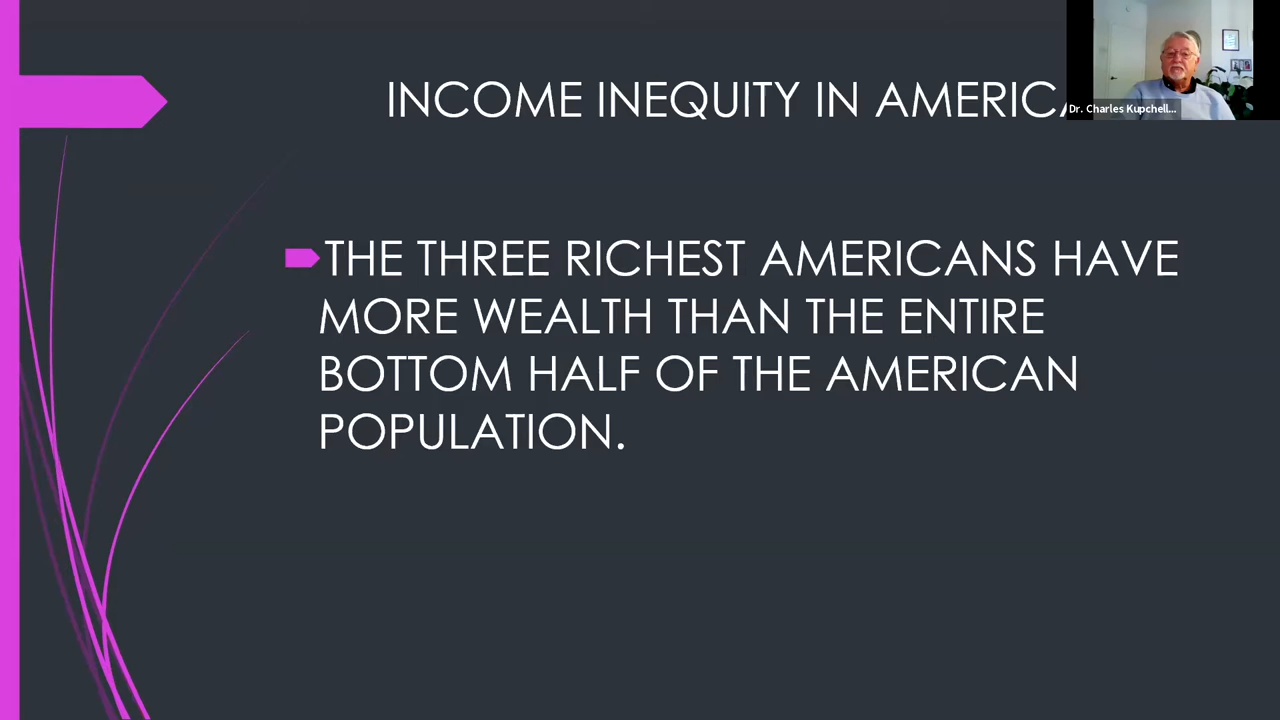 INCOME INEQUITY IN AMERICA
Dr. Charles Kupchell...
THE THREE RICHEST AMERICANS HAVE
MORE WEALTH THAN THE ENTIRE
BOTTOM HALF OF THE AMERICAN
POPULATION.